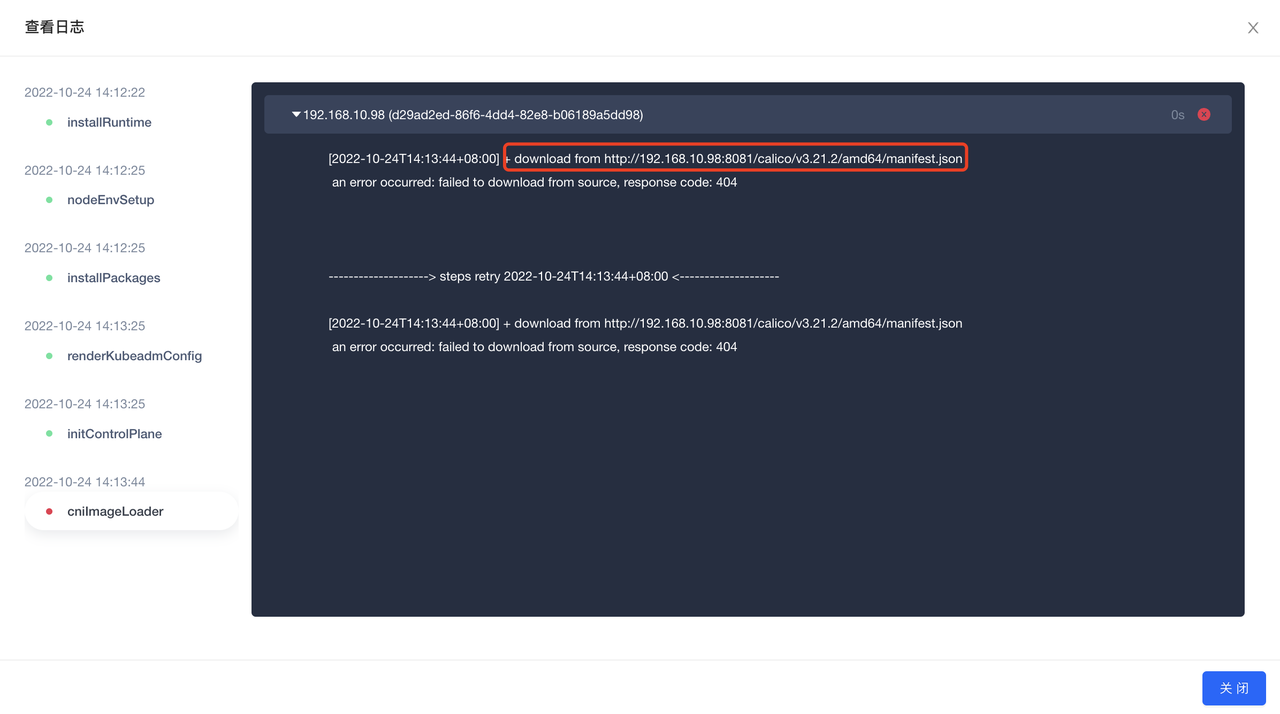 查看日志
2022-10-24 14:12:22
installRuntime
2022-10-24 14:12:25
nodeEnvSetup
2022-10-24 14:12:25
installPackages
2022-10-24 14:13:25
renderKubeadmConfig
2022-10-24 14:13:25
initControlPlane
2022-10-24 14:13:44
cniImageLoader
192.168.10.98 (d29ad2ed-86f6-4dd4-82e8-b06189a5dd98) 0s
[2022-10-24T14:13:44+08:00] + download from http://192.168.10.98:8081/calico/v3.21.2/amd64/manifest.json
an error occurred: failed to download from source, response code: 404
--------------------> steps retry 2022-10-24T14:13:44+08:00 <--------------------
[2022-10-24T14:13:44+08:00] + download from http://192.168.10.98:8081/calico/v3.21.2/amd64/manifest.json
an error occurred: failed to download from source, response code: 404
关 闭